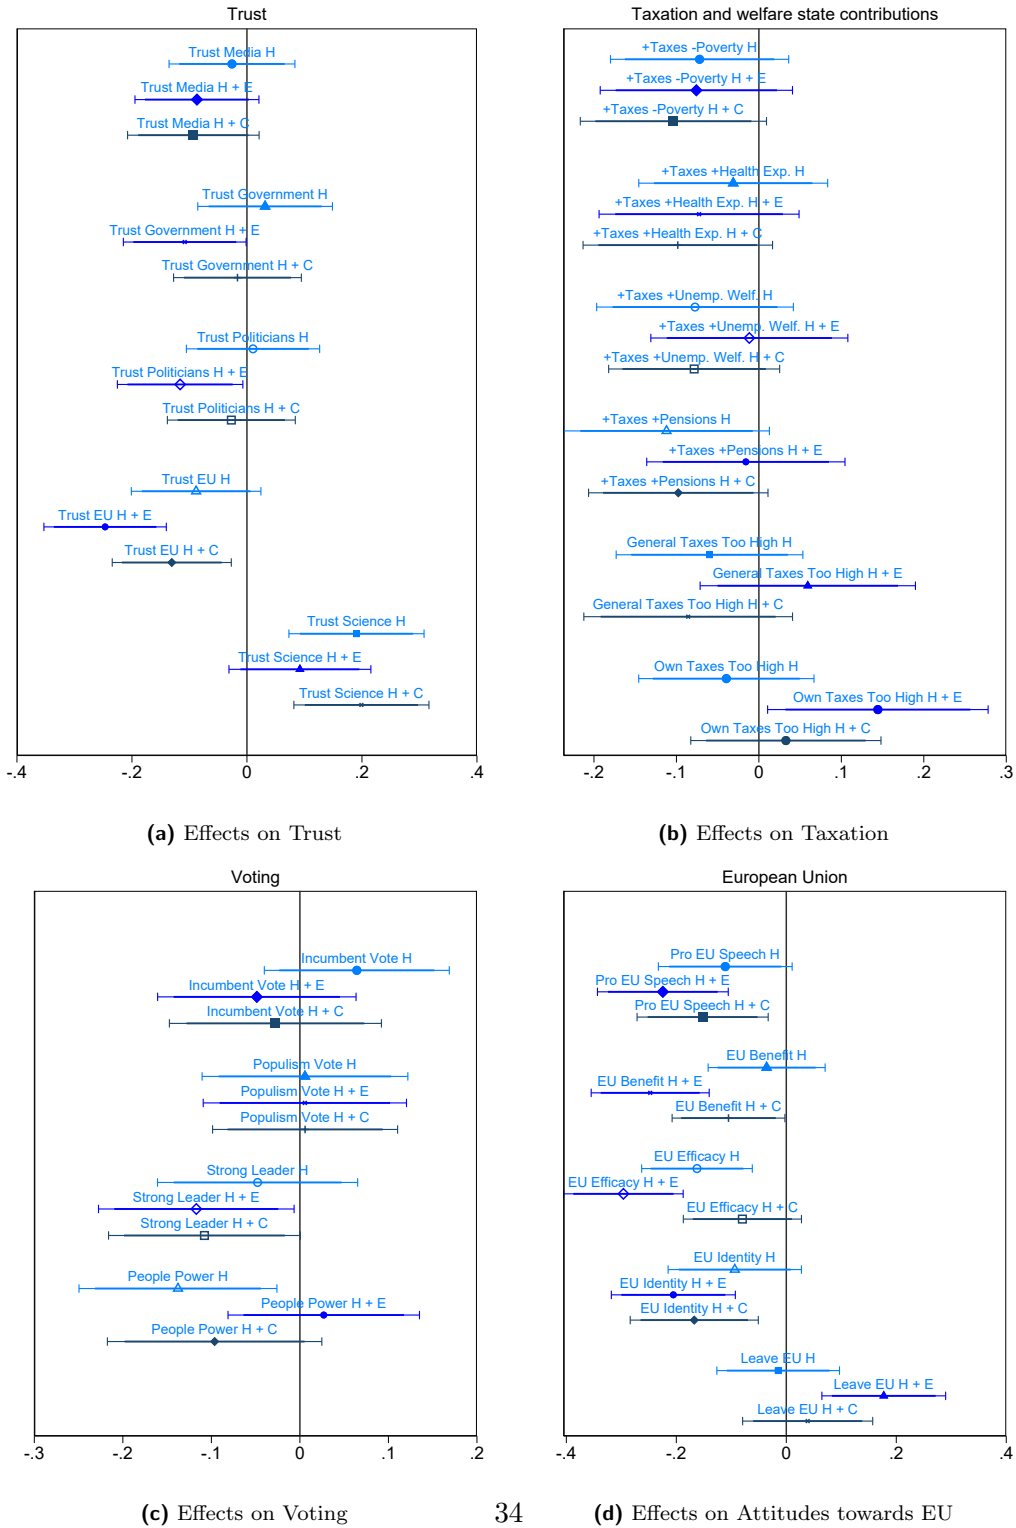 Trust
Trust Media H
Trust Media H + E
Trust Media H + C
Trust Government H
Trust Government H + E
Trust Government H + C
Trust Politicians H
Trust Politicians H + E
Trust Politicians H + C
Trust EU H
Trust EU H + E
Trust EU H + C
Trust Science H
Trust Science H + E
Trust Science H + C
-.4 -.2 0 .2 .4
(a) Effects on Trust
Taxation and welfare state contributions
+Taxes -Poverty H
+Taxes -Poverty H + E
+Taxes -Poverty H + C
+Taxes +Health Exp. H
+Taxes +Health Exp. H + E
+Taxes +Health Exp. H + C
+Taxes +Unemp. Welf. H
+Taxes +Unemp. Welf. H + E
+Taxes +Unemp. Welf. H + C
+Taxes +Pensions H
+Taxes +Pensions H + E
+Taxes +Pensions H + C
General Taxes Too High H
General Taxes Too High H + E
General Taxes Too High H + C
Own Taxes Too High H
Own Taxes Too High H + E
Own Taxes Too High H + C
-.2 -.1 0 .1 .2 .3
(b) Effects on Taxation
Voting
Incumbent Vote H
Incumbent Vote H + E
Incumbent Vote H + C
Populism Vote H
Populism Vote H + E
Populism Vote H + C
Strong Leader H
Strong Leader H + E
Strong Leader H + C
People Power H
People Power H + E
People Power H + C
-.3 -.2 -.1 0 .1 .2
(c) Effects on Voting
European Union
Pro EU Speech H
Pro EU Speech H + E
Pro EU Speech H + C
EU Benefit H
EU Benefit H + E
EU Benefit H + C
EU Efficacy H
EU Efficacy H + E
EU Efficacy H + C
EU Identity H
EU Identity H + E
EU Identity H + C
Leave EU H
Leave EU H + E
Leave EU H + C
-.4 -.2 0 .2 .4
(d) Effects on Attitudes towards EU
34